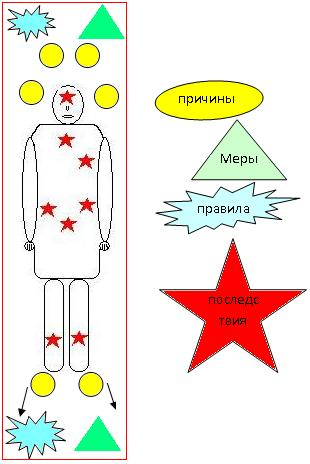 причины
Меры
правила
последс
твия